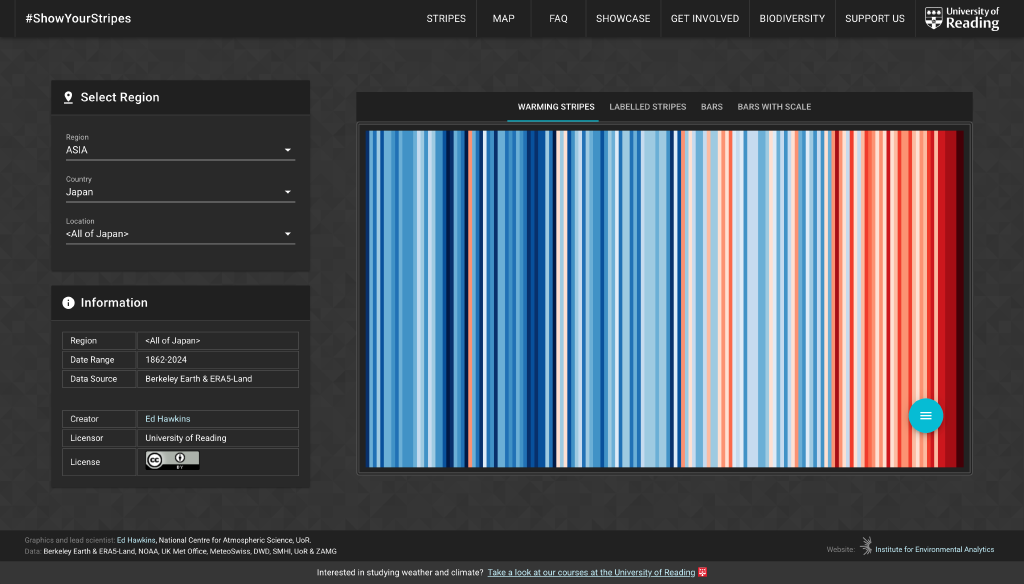 #ShowYourStripes
STRIPES
MAP
FAQ
SHOWCASE
GET INVOLVED
BIODIVERSITY
SUPPORT US
University of
Reading
Select Region
Region
ASIA
Country
Japan
Location
<All of Japan>
Information
Region <All of Japan>
Date Range 1862-2024
Data Source Berkeley Earth & ERA5-Land
Creator Ed Hawkins
Licensor University of Reading
License cc BY
WARMING STRIPES
LABELLED STRIPES
BARS
BARS WITH SCALE
Graphics and lead scientist: Ed Hawkins, National Centre for Atmospheric Science, UoR.
Data: Berkeley Earth & ERA5-Land, NOAA, UK Met Office, MeteoSwiss, DWD, SMHI, UoR & ZAMG
Website: Institute for Environmental Analytics
Interested in studying weather and climate? Take a look at our courses at the University of Reading